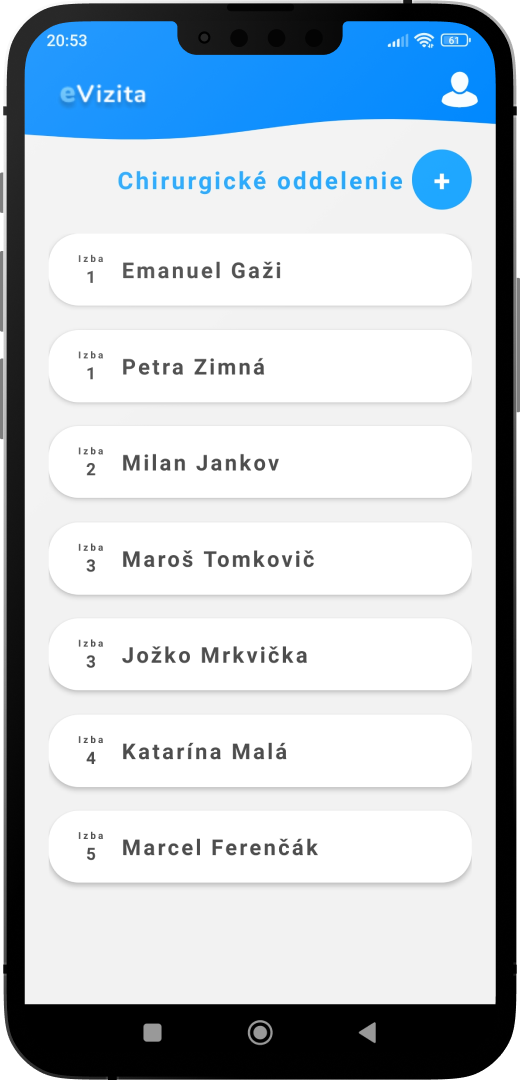 20:53
61
eVizita
Chirurgické oddelenie
+
Izba
1
Emanuel Gaži
Izba
1
Petra Zimná
Izba
2
Milan Jankov
Izba
3
Maroš Tomkovič
Izba
3
Jožko Mrkvička
Izba
4
Katarína Malá
Izba
5
Marcel Ferenčák